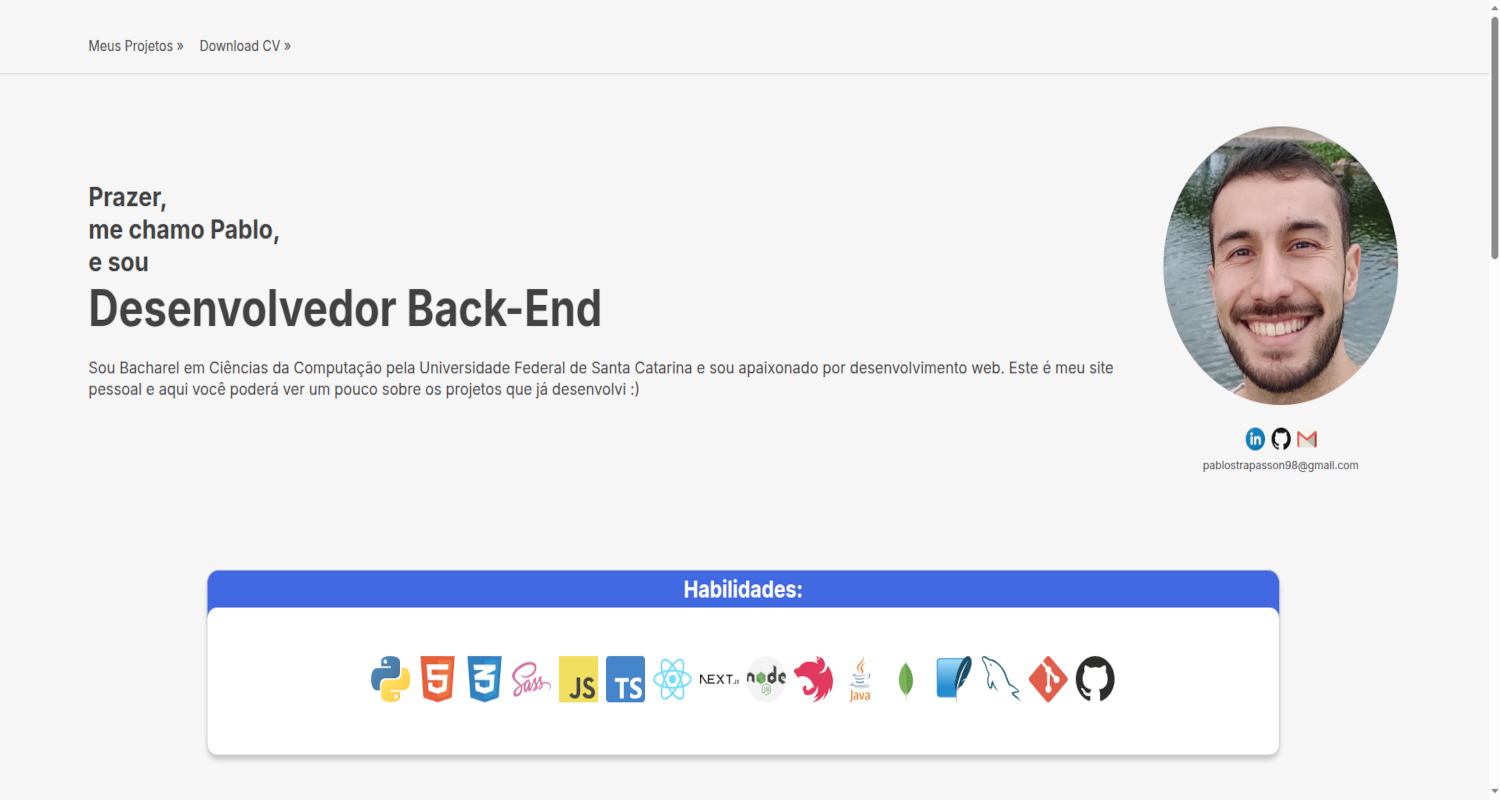 Meus Projetos » Download CV »
Prazer,
me chamo Pablo,
e sou
Desenvolvedor Back-End
Sou Bacharel em Ciências da Computação pela Universidade Federal de Santa Catarina e sou apaixonado por desenvolvimento web. Este é meu site
pessoal e aqui você poderá ver um pouco sobre os projetos que já desenvolvi :)
in
pablostrapasson98@gmail.com
Habilidades:
5 3 Sass JS TS NEXT.JS node JS Java